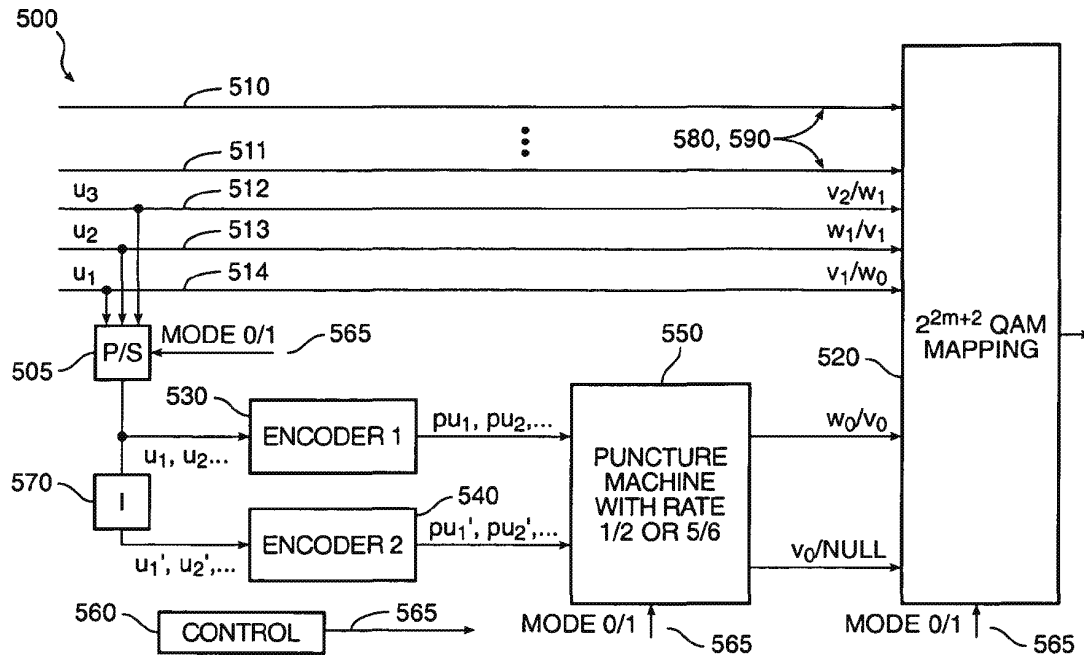 500
510
580, 590
511
u3
512
v2/w1
u2
513
w1/v1
u1
514
v1/w0
P/S
MODE 0/1
565
505
550
2^2m+2 QAM
MAPPING
520
530
ENCODER 1
pu1, pu2,...
w0/v0
u1, u2...
PUNCTURE
MACHINE
WITH RATE
1/2 OR 5/6
570
I
540
ENCODER 2
pu1', pu2',...
u1', u2',...
v0/NULL
560
CONTROL
565
MODE 0/1
565
MODE 0/1
565